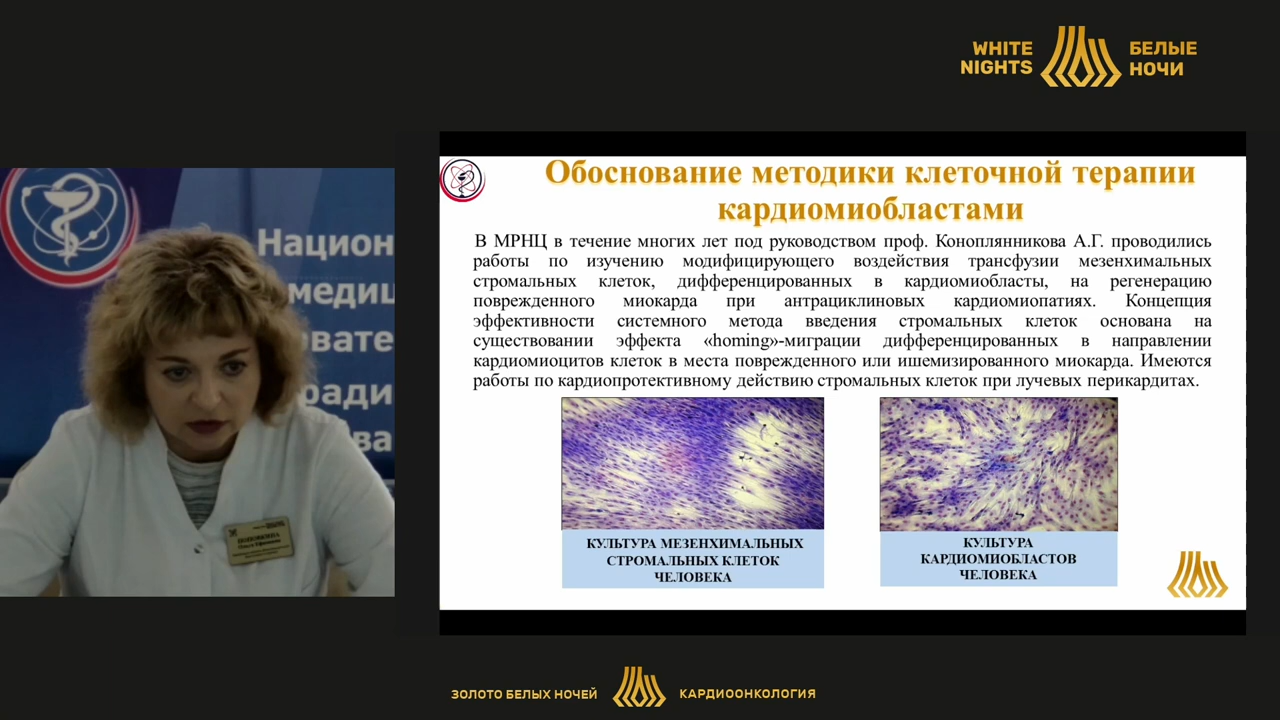 WHITE
NIGHTS
БЕЛЫЕ
НОЧИ
Национ
медиц
овате
ради
ва
Обоснование методики клеточной терапии
кардиомиобластами
В МРНЦ в течение многих лет под руководством проф. Коноплянникова А.Г. проводились
работы по изучению модифицирующего воздействия трансфузии мезенхимальных
стромальных клеток, дифференцированных в кардиомиобласты, на регенерацию
поврежденного миокарда при антрациклиновых кардиомиопатиях. Концепция
эффективности системного метода введения стромальных клеток основана на
существовании эффекта «homing»-миграции дифференцированных в направлении
кардиомиоцитов клеток в места поврежденного или ишемизированного миокарда. Имеются
работы по кардиопротективному действию стромальных клеток при лучевых перикардитах.
КУЛЬТУРА МЕЗЕНХИМАЛЬНЫХ
СТРОМАЛЬНЫХ КЛЕТОК
ЧЕЛОВЕКА
КУЛЬТУРА
КАРДИОМИОБЛАСТОВ
ЧЕЛОВЕКА
ЗОЛОТО БЕЛЫХ НОЧЕЙ
КАРДИООНКОЛОГИЯ